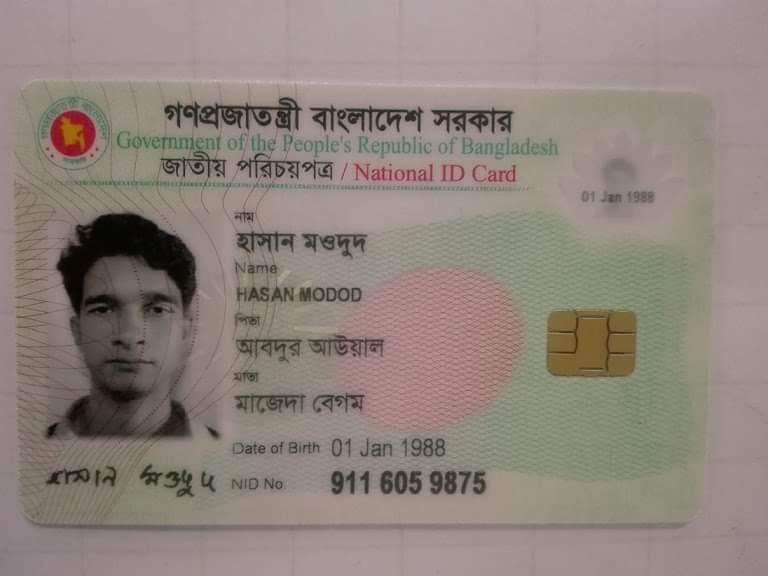 গণপ্রজাতন্ত্রী বাংলাদেশ সরকার
Government of the People's Republic of Bangladesh
জাতীয় পরিচয়পত্র / National ID Card
01 Jan 1988
নাম
হাসান মওদুদ
Name
HASAN MODOD
পিতা
আবদুর আউয়াল
মাতা
মাজেদা বেগম
Date of Birth 01 Jan 1988
হাসান মওদুদ
NID No. 911 605 9875